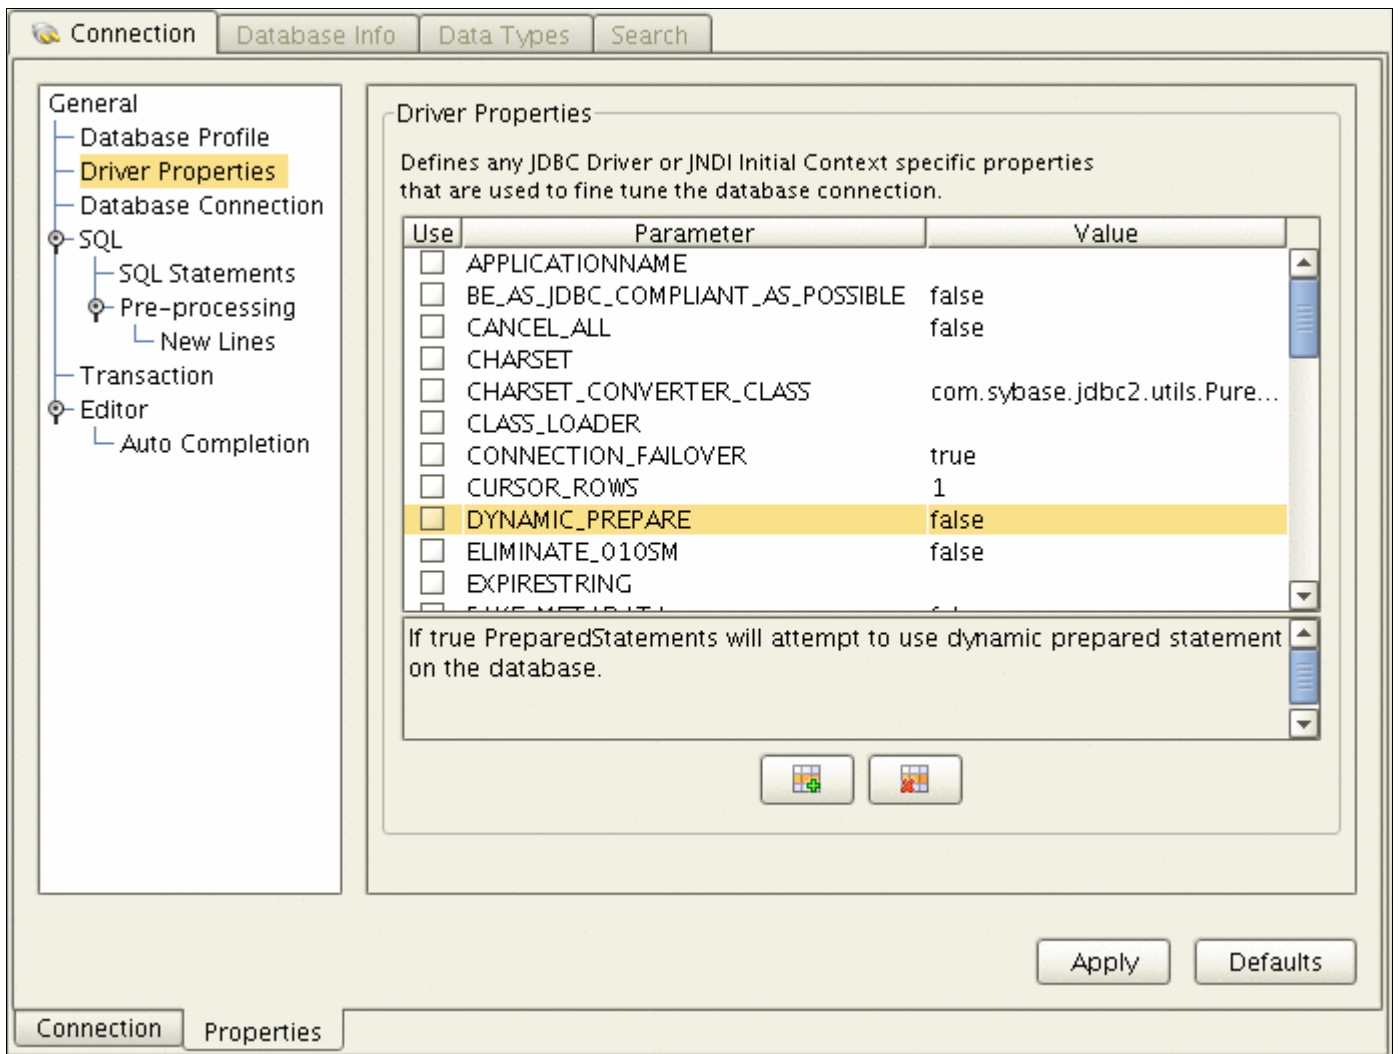 Connection Database Info Data Types Search
General
Database Profile
Driver Properties
Database Connection
SQL
SQL Statements
Pre-processing
New Lines
Transaction
Editor
Auto Completion
Driver Properties
Defines any JDBC Driver or JNDI Initial Context specific properties
that are used to fine tune the database connection.
Use Parameter Value
APPLICATIONNAME
BE_AS_JDBC_COMPLIANT_AS_POSSIBLE false
CANCEL_ALL false
CHARSET
CHARSET_CONVERTER_CLASS com.sybase.jdbc2.utils.Pure...
CLASS_LOADER
CONNECTION_FAILOVER true
CURSOR_ROWS 1
DYNAMIC_PREPARE false
ELIMINATE_010SM false
EXPIRESTRING
If true PreparedStatements will attempt to use dynamic prepared statement
on the database.
Apply Defaults
Connection Properties